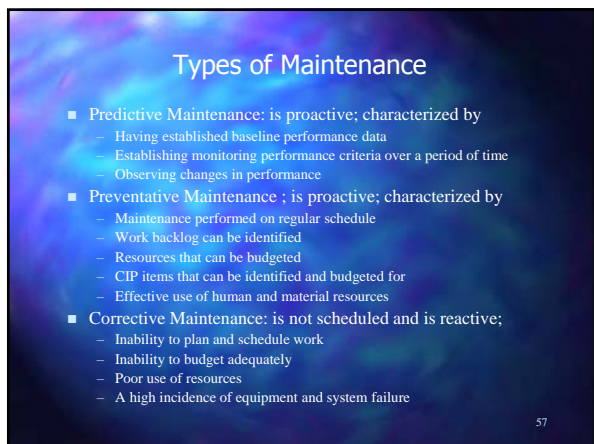 Types of Maintenance
■ Predictive Maintenance: is proactive; characterized by
– Having established baseline performance data
– Establishing monitoring performance criteria over a period of time
– Observing changes in performance
■ Preventative Maintenance ; is proactive; characterized by
– Maintenance performed on regular schedule
– Work backlog can be identified
– Resources that can be budgeted
– CIP items that can be identified and budgeted for
– Effective use of human and material resources
■ Corrective Maintenance: is not scheduled and is reactive;
– Inability to plan and schedule work
– Inability to budget adequately
– Poor use of resources
– A high incidence of equipment and system failure
57